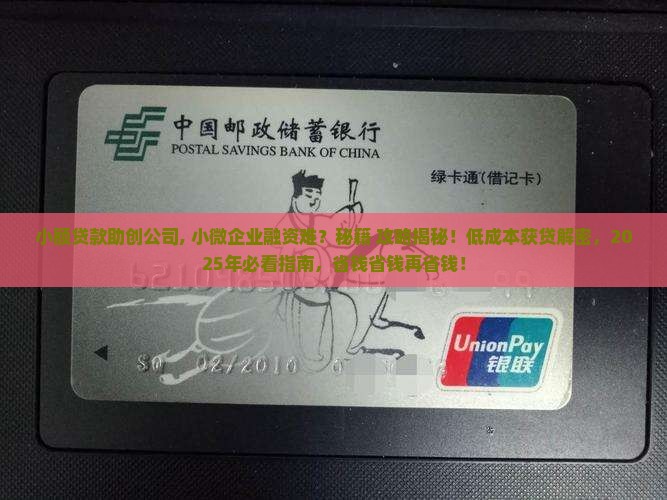 中国邮政储蓄银行
POSTAL SAVINGS BANK OF CHINA
绿卡通(借记卡)
小额贷款助创公司, 小微企业融资难？秘籍 攻略揭秘！低成本获贷解密，20
25年必看指南，省钱省钱再省钱！
02/2010
UnionPay
银联